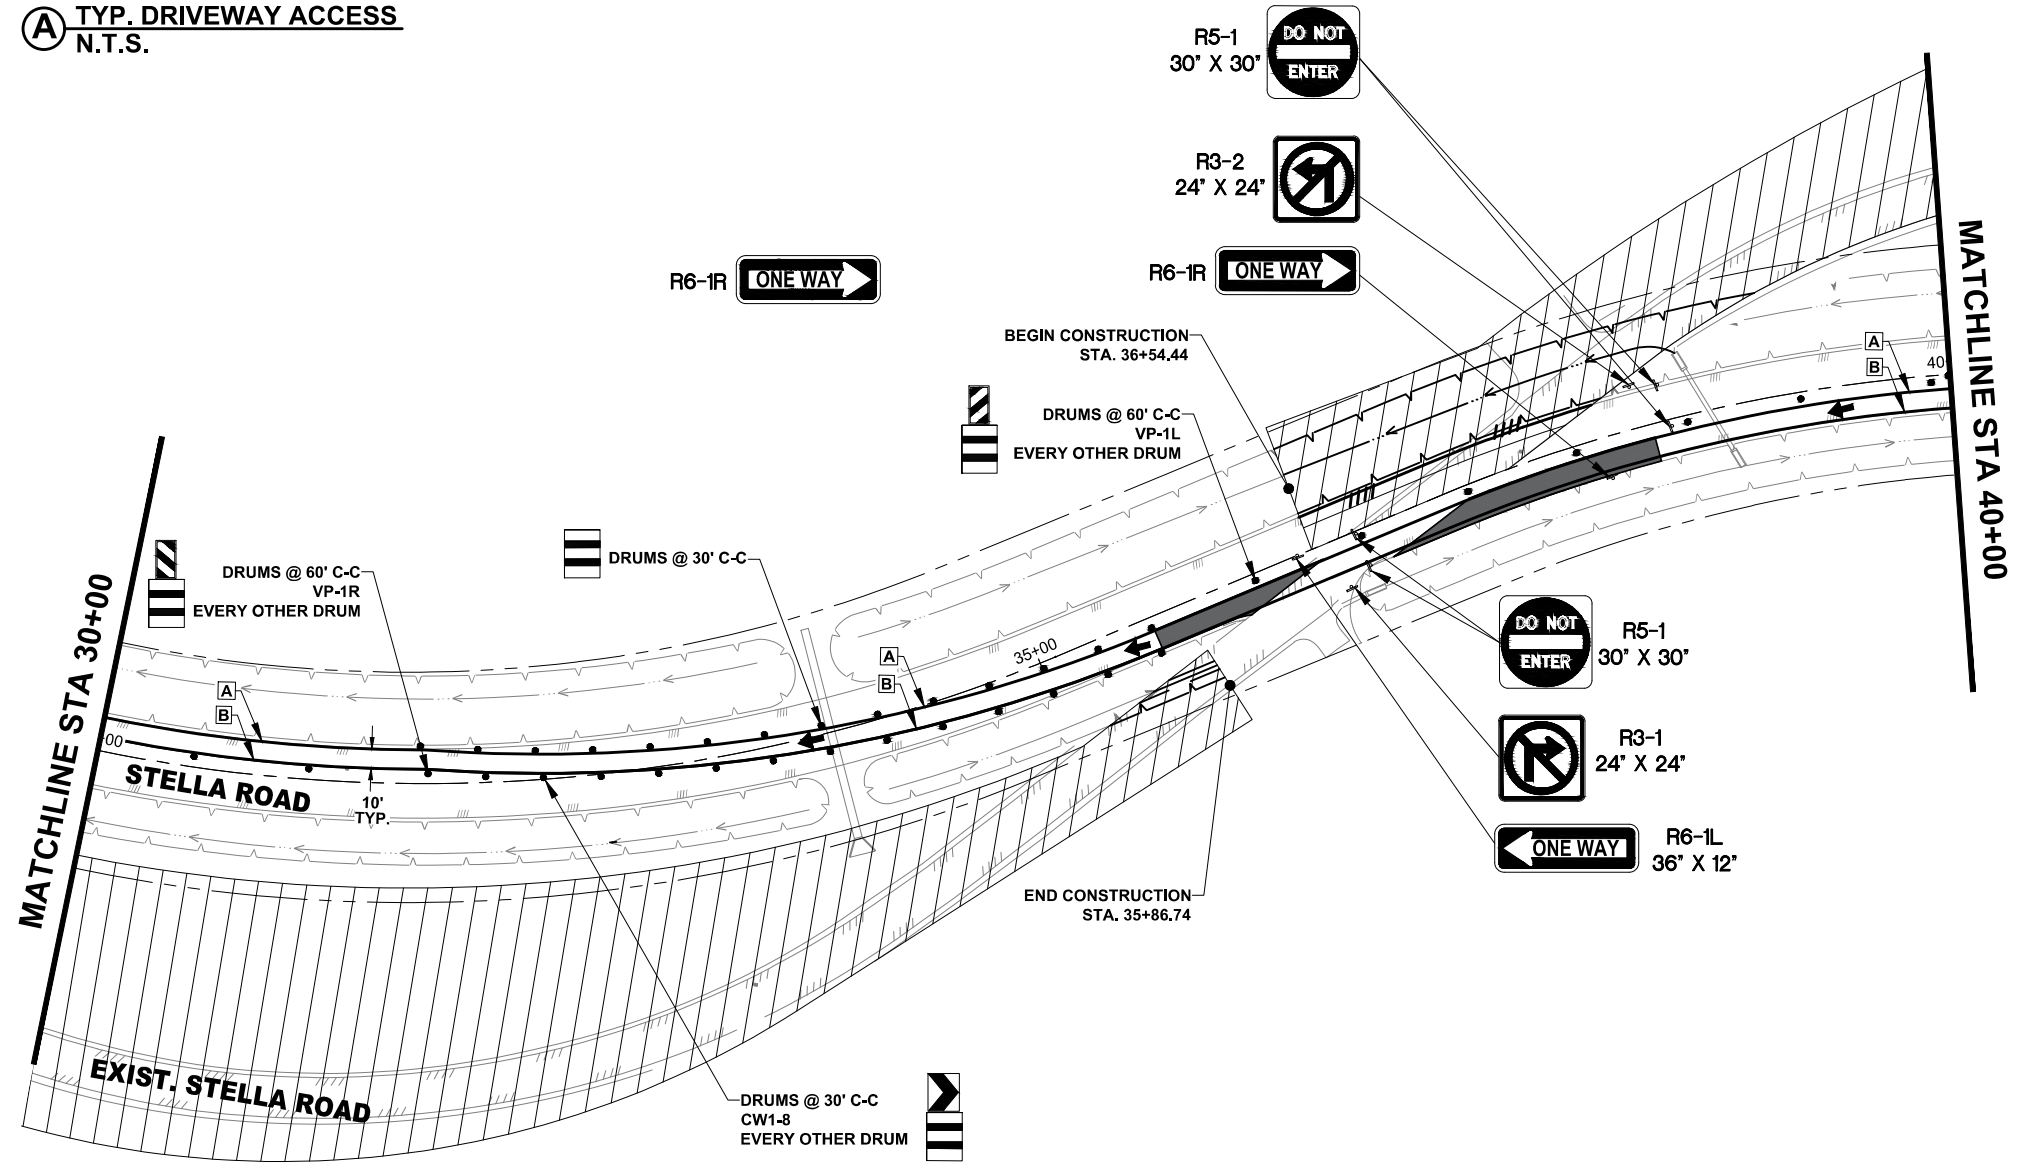 A
TYP. DRIVEWAY ACCESS
N.T.S.
R5-1
30" X 30"
DO NOT
ENTER
R3-2
24" X 24"
R6-1R
ONE WAY
R6-1R
ONE WAY
BEGIN CONSTRUCTION
STA. 36+54.44
DRUMS @ 60' C-C
VP-1L
EVERY OTHER DRUM
MATCHLINE STA 40+00
A
B
40
DRUMS @ 60' C-C
VP-1R
EVERY OTHER DRUM
DRUMS @ 30' C-C
35+00
A
B
A
B
00
MATCHLINE STA 30+00
STELLA ROAD
10'
TYP.
DO NOT
ENTER
R5-1
30" X 30"
R3-1
24" X 24"
ONE WAY
R6-1L
36" X 12"
END CONSTRUCTION
STA. 35+86.74
EXIST. STELLA ROAD
DRUMS @ 30' C-C
CW1-8
EVERY OTHER DRUM